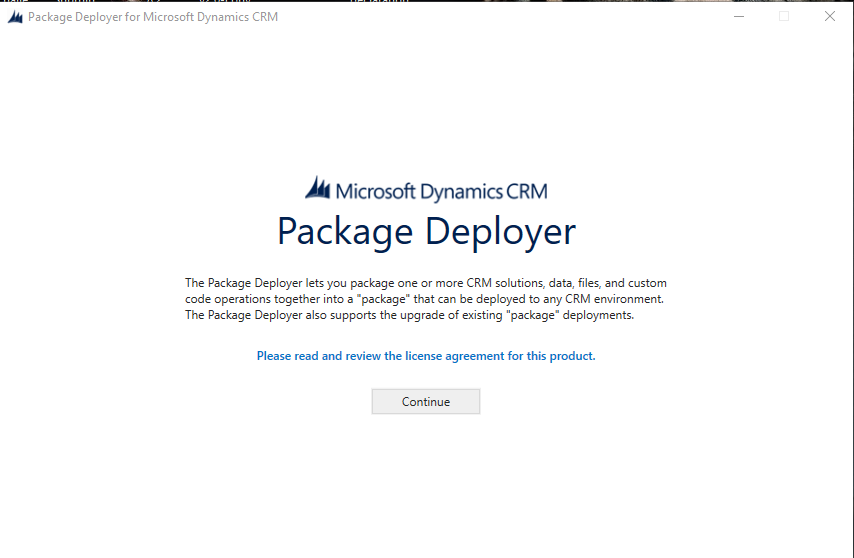 Package Deployer for Microsoft Dynamics CRM
Microsoft Dynamics CRM
Package Deployer
The Package Deployer lets you package one or more CRM solutions, data, files, and custom
code operations together into a "package" that can be deployed to any CRM environment.
The Package Deployer also supports the upgrade of existing "package" deployments.
Please read and review the license agreement for this product.
Continue